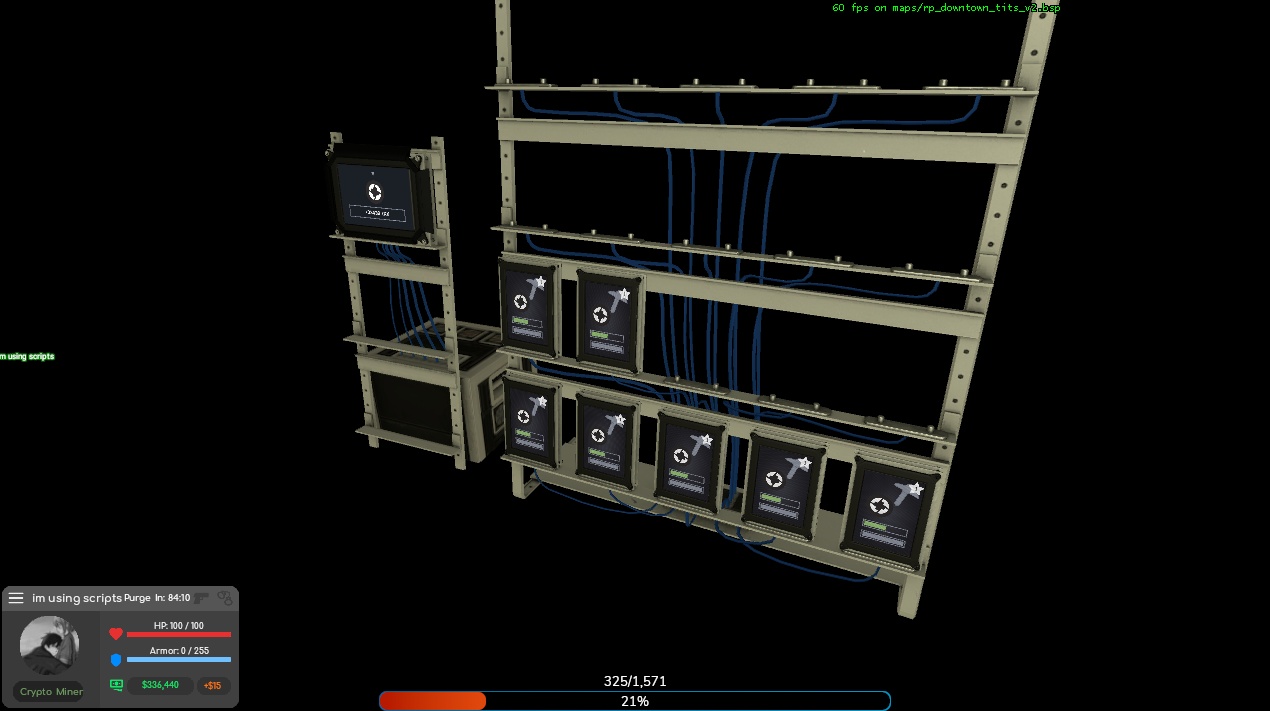 60 fps on maps/rp_downtown_tits_v2.bsp
m using scripts
im using scripts
Purge In: 84:10
HP: 100 / 100
Armor: 0 / 255
$336,440
+$15
Crypto Miner
325/1,571
21%